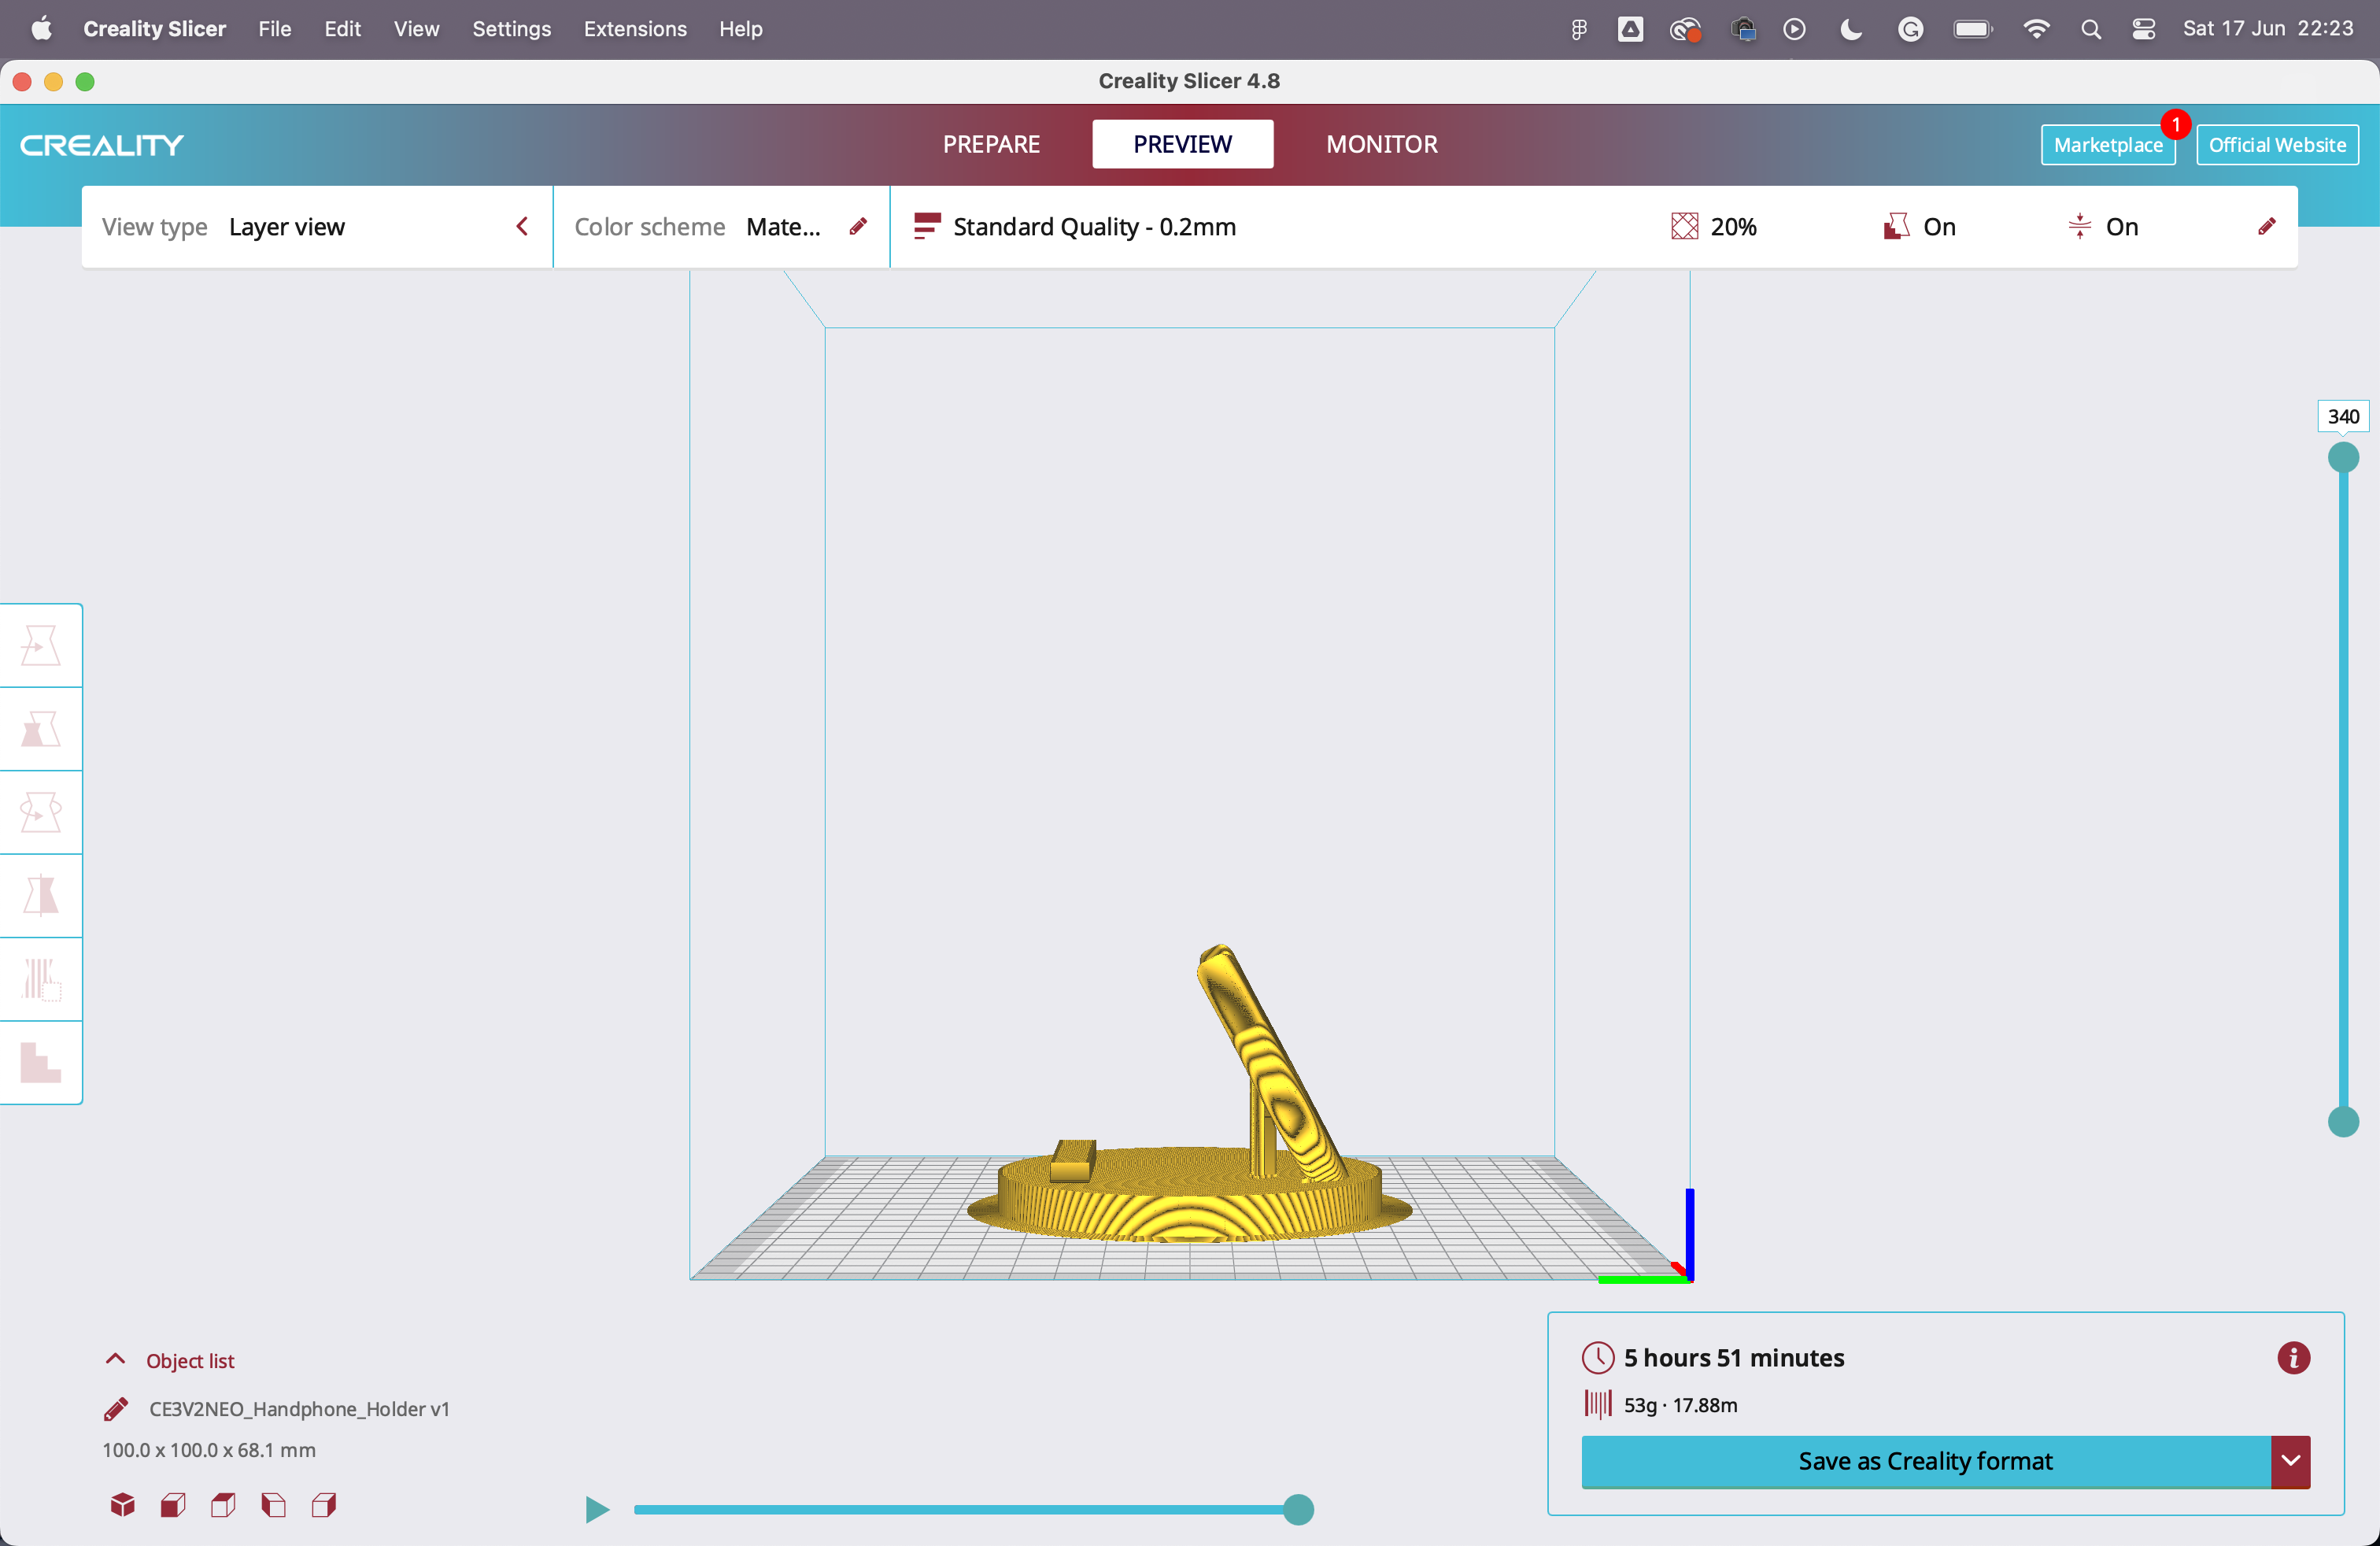 Creality Slicer File Edit View Settings Extensions Help Sat 17 Jun 22:23
Creality Slicer 4.8
CREALITY PREPARE PREVIEW MONITOR Marketplace 1 Official Website
View type Layer view Color scheme Mate... Standard Quality - 0.2mm 20% On On
340
Object list
CE3V2NEO_Handphone_Holder v1
100.0 x 100.0 x 68.1 mm
5 hours 51 minutes
53g · 17.88m
Save as Creality format